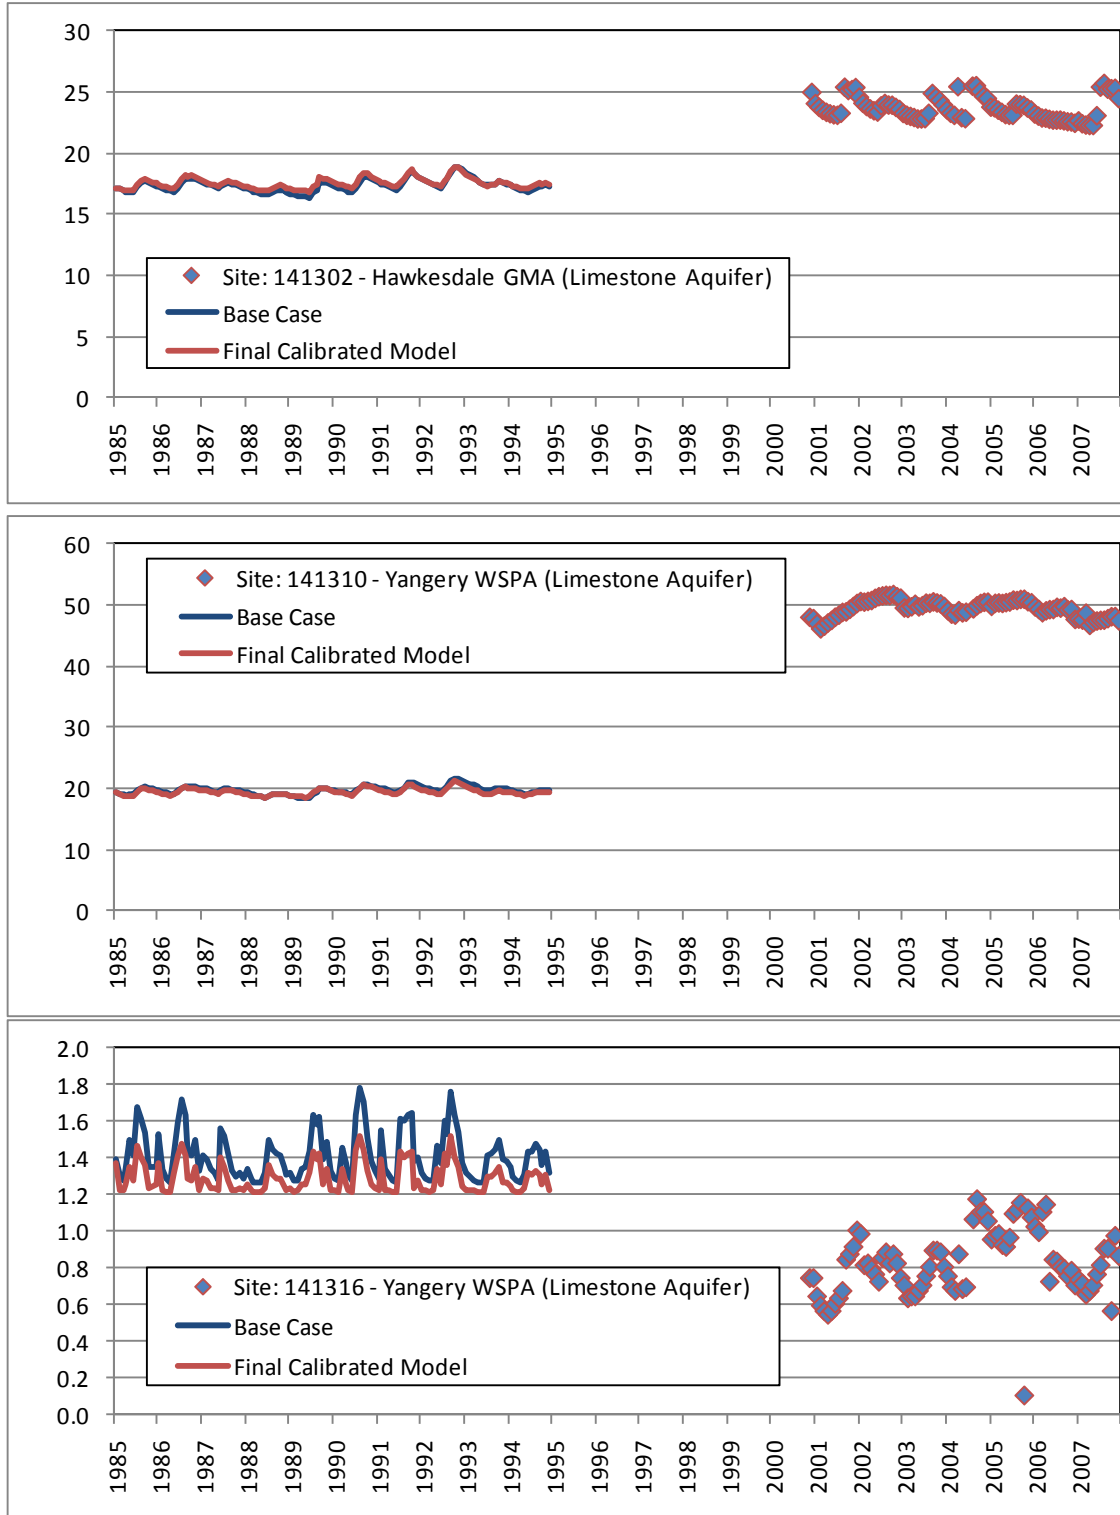 30
25
20
15
10
5
0
Site: 141302 - Hawkesdale GMA (Limestone Aquifer)
Base Case
Final Calibrated Model
1985 1986 1987 1988 1989 1990 1991 1992 1993 1994 1995 1996 1997 1998 1999 2000 2001 2002 2003 2004 2005 2006 2007
60
50
40
30
20
10
0
Site: 141310 - Yangery WSPA (Limestone Aquifer)
Base Case
Final Calibrated Model
1985 1986 1987 1988 1989 1990 1991 1992 1993 1994 1995 1996 1997 1998 1999 2000 2001 2002 2003 2004 2005 2006 2007
2.0
1.8
1.6
1.4
1.2
1.0
0.8
0.6
0.4
0.2
0.0
Site: 141316 - Yangery WSPA (Limestone Aquifer)
Base Case
Final Calibrated Model
1985 1986 1987 1988 1989 1990 1991 1992 1993 1994 1995 1996 1997 1998 1999 2000 2001 2002 2003 2004 2005 2006 2007